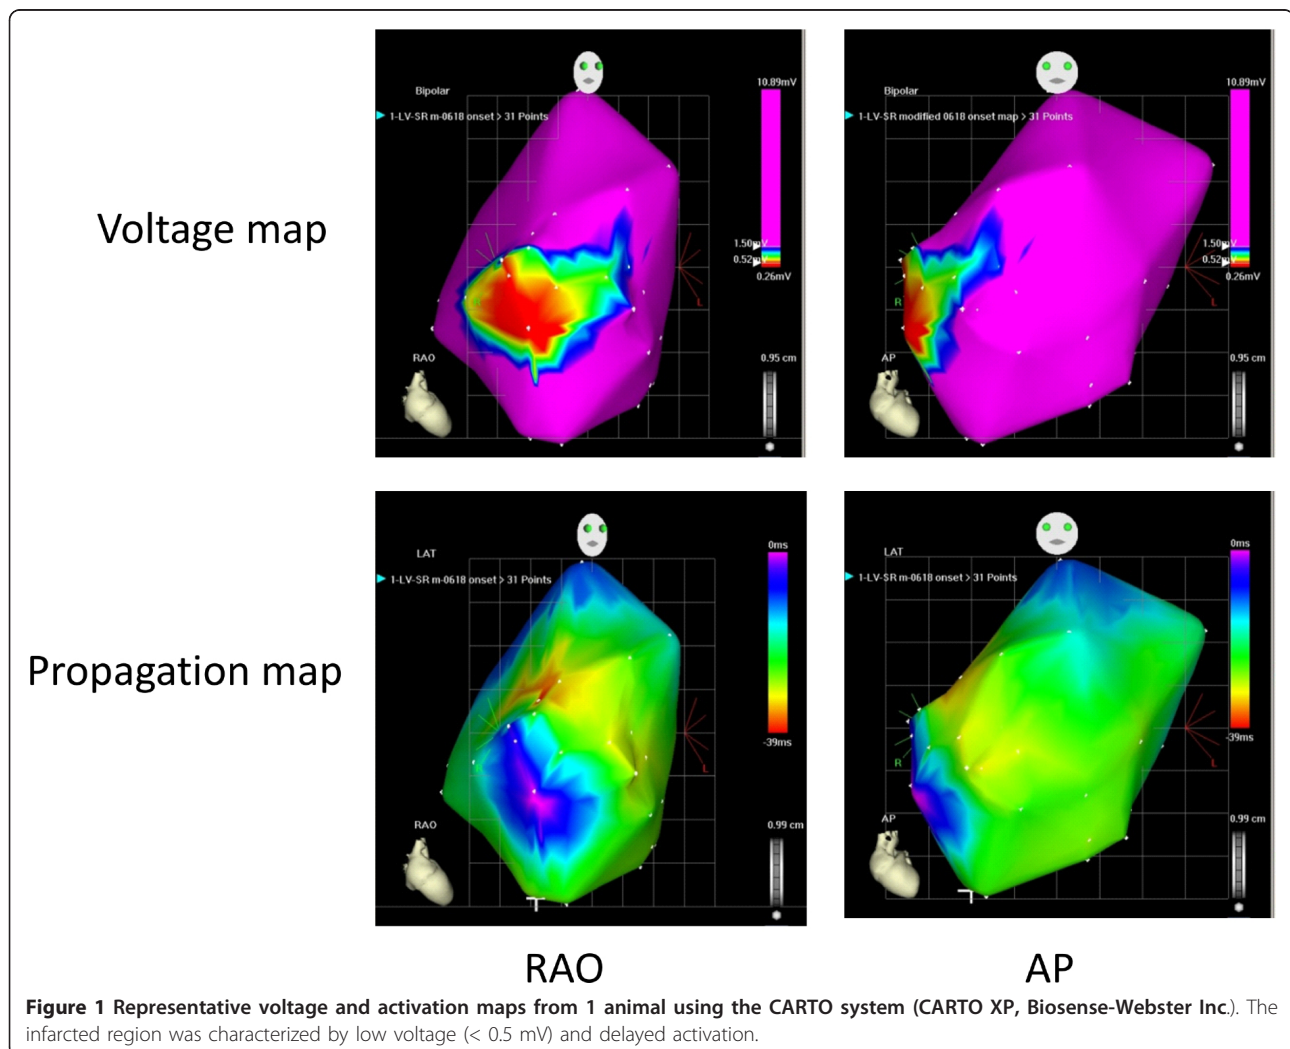 Voltage map
Bipolar
1-LV-SR m-0618 onset > 31 Points
10.89mV
1.50mV
0.52mV
0.26mV
R
L
RAO
0.95 cm
Bipolar
1-LV-SR modified 0618 onset map > 31 Points
10.89mV
1.50mV
0.52mV
0.26mV
R
L
AP
0.95 cm
Propagation map
LAT
1-LV-SR m-0618 onset > 31 Points
0ms
-39ms
L
RAO
0.99 cm
LAT
1-LV-SR m-0618 onset > 31 Points
0ms
-39ms
R
L
AP
0.99 cm
RAO
AP
Figure 1 Representative voltage and activation maps from 1 animal using the CARTO system (CARTO XP, Biosense-Webster Inc.). The
infarcted region was characterized by low voltage (< 0.5 mV) and delayed activation.